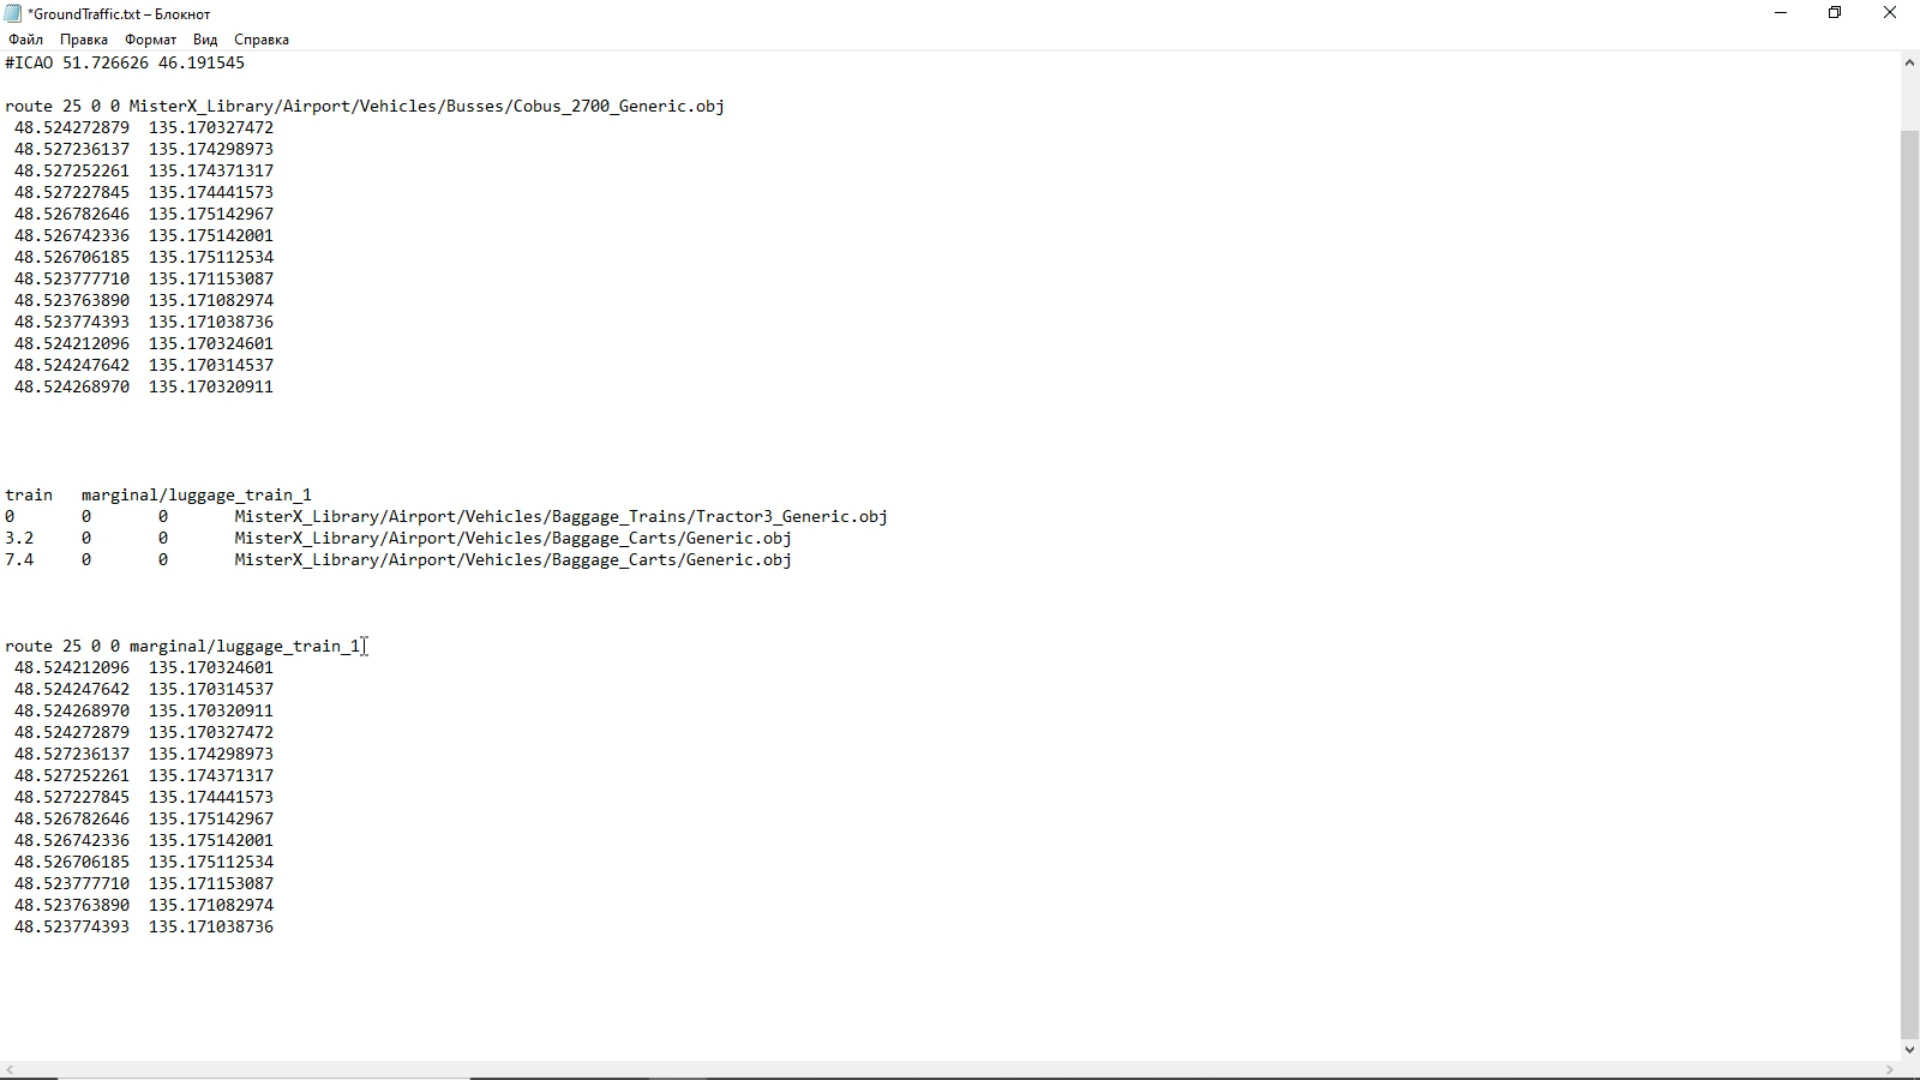 *GroundTraffic.txt – Блокнот
Файл Правка Формат Вид Справка
#ICAO 51.726626 46.191545
route 25 0 0 MisterX_Library/Airport/Vehicles/Busses/Cobus_2700_Generic.obj
48.524272879 135.170327472
48.527236137 135.174298973
48.527252261 135.174371317
48.527227845 135.174441573
48.526782646 135.175142967
48.526742336 135.175142001
48.526706185 135.175112534
48.523777710 135.171153087
48.523763890 135.171082974
48.523774393 135.171038736
48.524212096 135.170324601
48.524247642 135.170314537
48.524268970 135.170320911
train marginal/luggage_train_1
0 0 0 MisterX_Library/Airport/Vehicles/Baggage_Trains/Tractor3_Generic.obj
3.2 0 0 MisterX_Library/Airport/Vehicles/Baggage_Carts/Generic.obj
7.4 0 0 MisterX_Library/Airport/Vehicles/Baggage_Carts/Generic.obj
route 25 0 0 marginal/luggage_train_1
48.524212096 135.170324601
48.524247642 135.170314537
48.524268970 135.170320911
48.524272879 135.170327472
48.527236137 135.174298973
48.527252261 135.174371317
48.527227845 135.174441573
48.526782646 135.175142967
48.526742336 135.175142001
48.526706185 135.175112534
48.523777710 135.171153087
48.523763890 135.171082974
48.523774393 135.171038736